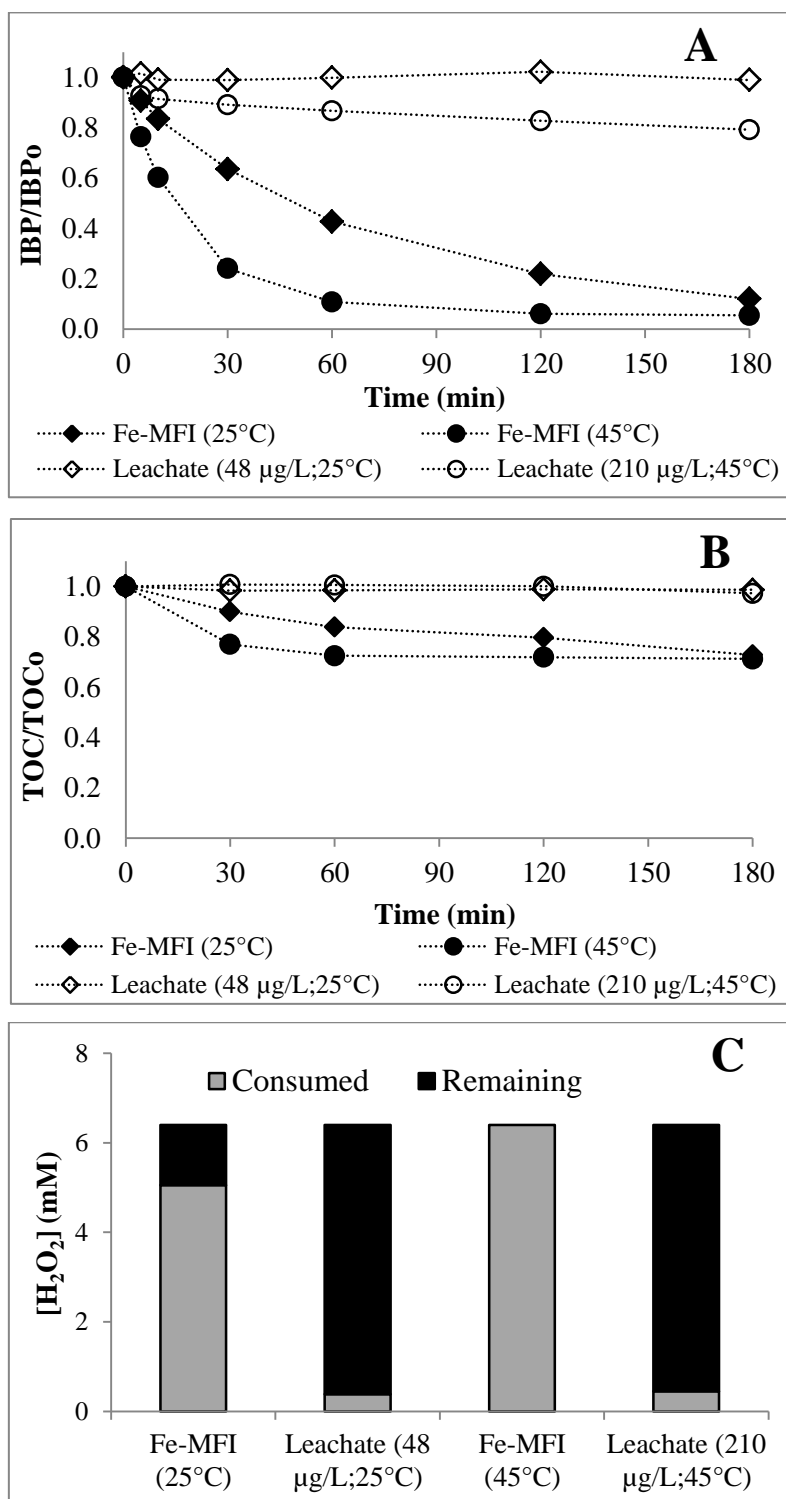 A
1.0
0.8
0.6
0.4
0.2
0.0
IBP/IBPo
0 30 60 90 120 150 180
Time (min)
Fe-MFI (25°C) Fe-MFI (45°C)
Leachate (48 µg/L;25°C) Leachate (210 µg/L;45°C)
B
1.0
0.8
0.6
0.4
0.2
0.0
TOC/TOCo
0 30 60 90 120 150 180
Time (min)
Fe-MFI (25°C) Fe-MFI (45°C)
Leachate (48 µg/L;25°C) Leachate (210 µg/L;45°C)
C
8
6
4
2
0
[H₂O₂] (mM)
Consumed Remaining
Fe-MFI
(25°C)
Leachate (48
µg/L;25°C)
Fe-MFI
(45°C)
Leachate (210
µg/L;45°C)